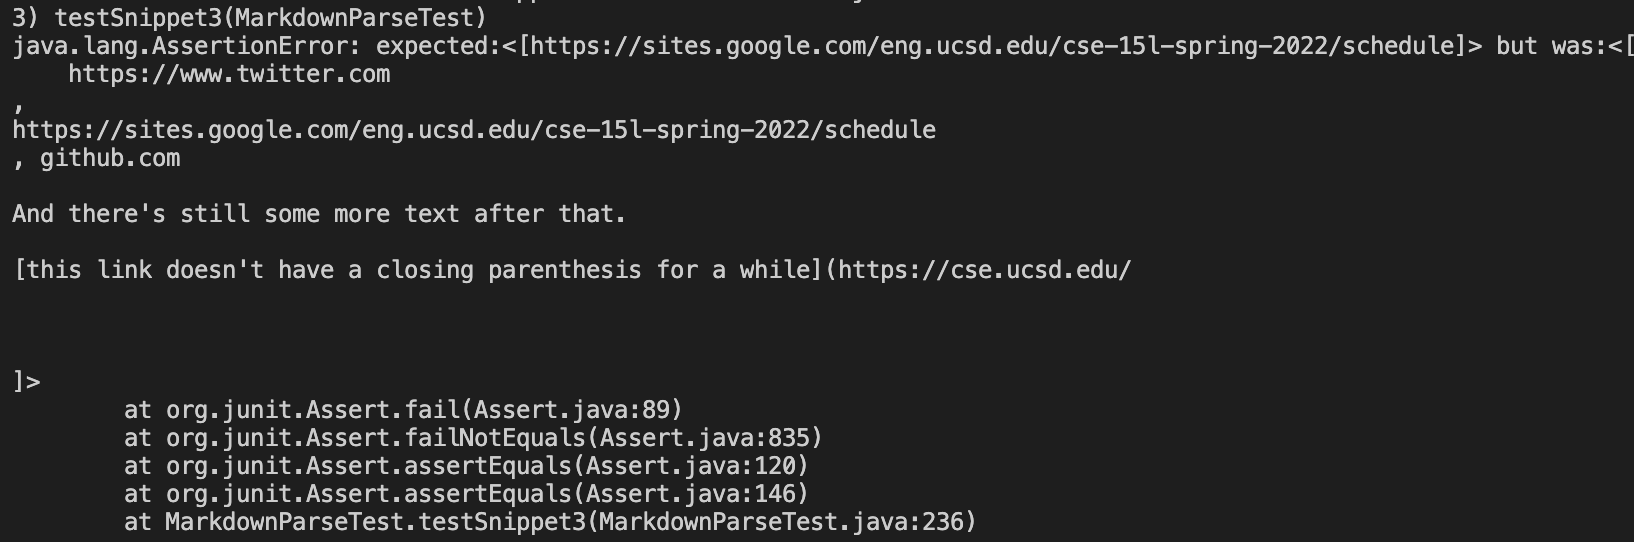 3) testSnippet3(MarkdownParseTest)
java.lang.AssertionError: expected:<[https://sites.google.com/eng.ucsd.edu/cse-15l-spring-2022/schedule]> but was:<[
    https://www.twitter.com
,
https://sites.google.com/eng.ucsd.edu/cse-15l-spring-2022/schedule
, github.com

And there's still some more text after that.

[this link doesn't have a closing parenthesis for a while](https://cse.ucsd.edu/



]>
        at org.junit.Assert.fail(Assert.java:89)
        at org.junit.Assert.failNotEquals(Assert.java:835)
        at org.junit.Assert.assertEquals(Assert.java:120)
        at org.junit.Assert.assertEquals(Assert.java:146)
        at MarkdownParseTest.testSnippet3(MarkdownParseTest.java:236)